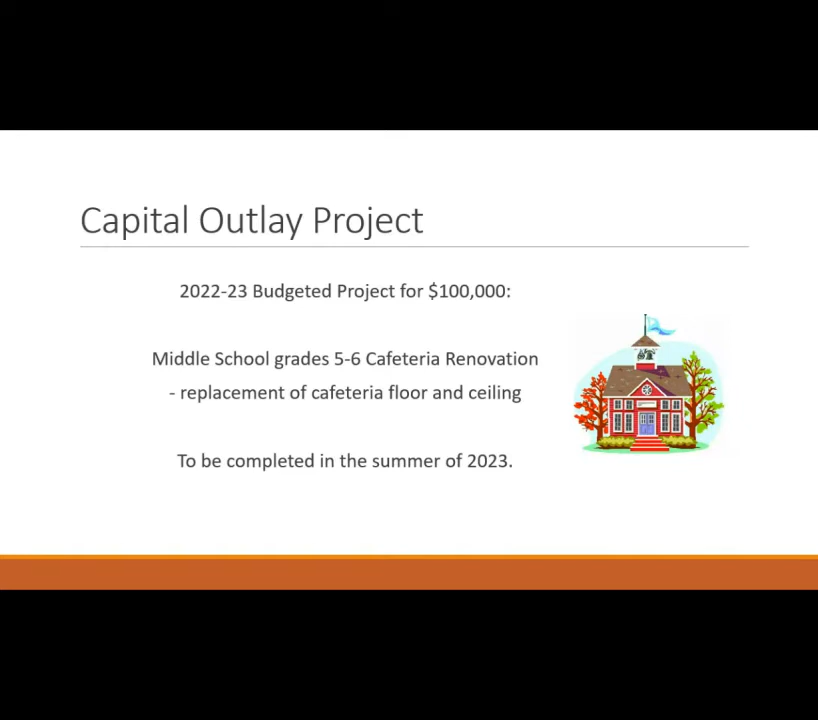 Capital Outlay Project
2022-23 Budgeted Project for $100,000:
Middle School grades 5-6 Cafeteria Renovation
- replacement of cafeteria floor and ceiling
To be completed in the summer of 2023.